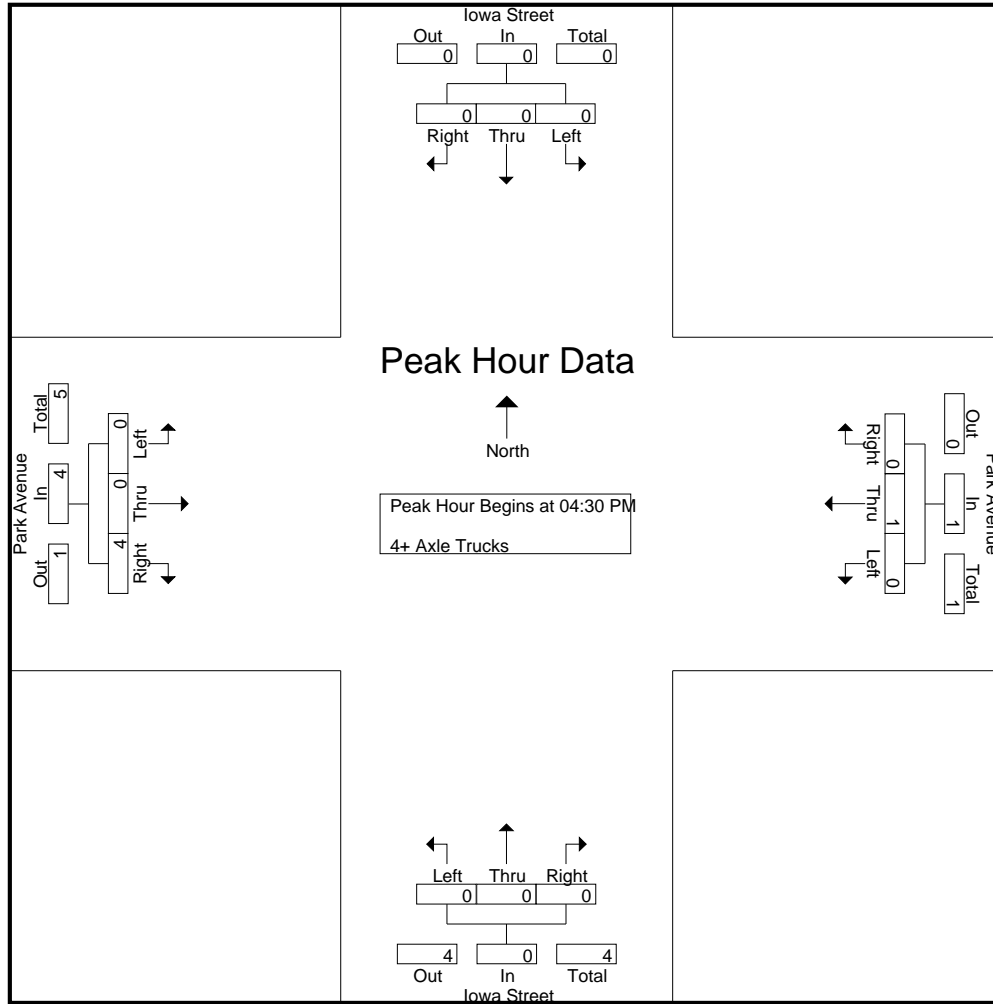 Iowa Street
Out In Total
0 0 0
0 0 0
Right Thru Left
Peak Hour Data
North
Peak Hour Begins at 04:30 PM
4+ Axle Trucks
Park Avenue
Out In Total
1 4 5
Left Thru Right
0 0 4
Park Avenue
Out In Total
0 1 1
Right Thru Left
0 1 0
Left Thru Right
0 0 0
4 0 4
Out In Total
Iowa Street